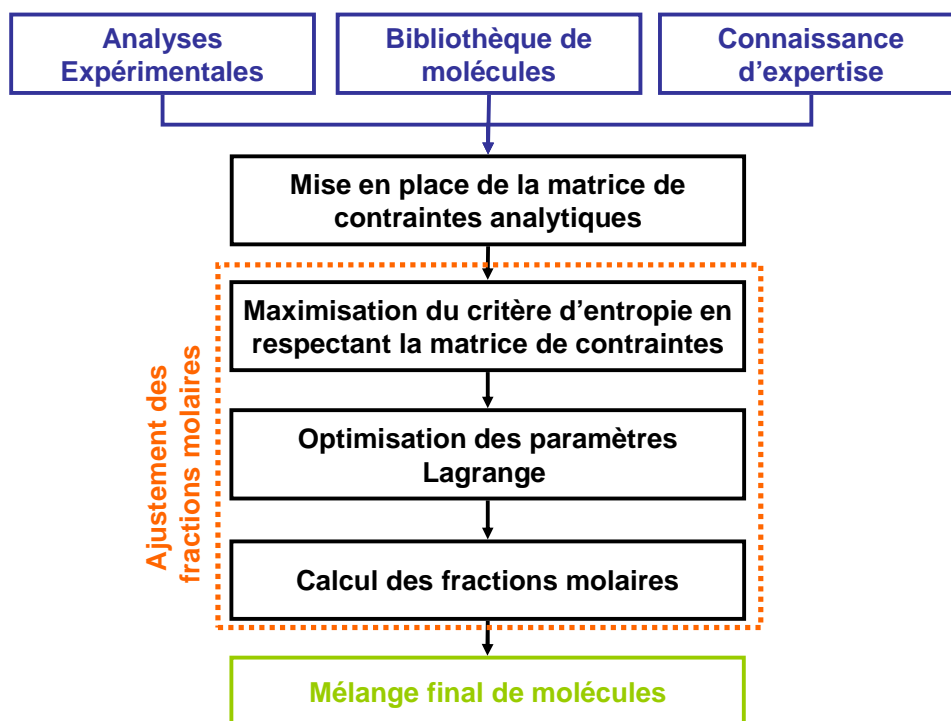 Analyses
Expérimentales
Bibliothèque de
molécules
Connaissance
d’expertise
Mise en place de la matrice de
contraintes analytiques
Ajustement des
fractions molaires
Maximisation du critère d’entropie en
respectant la matrice de contraintes
Optimisation des paramètres
Lagrange
Calcul des fractions molaires
Mélange final de molécules